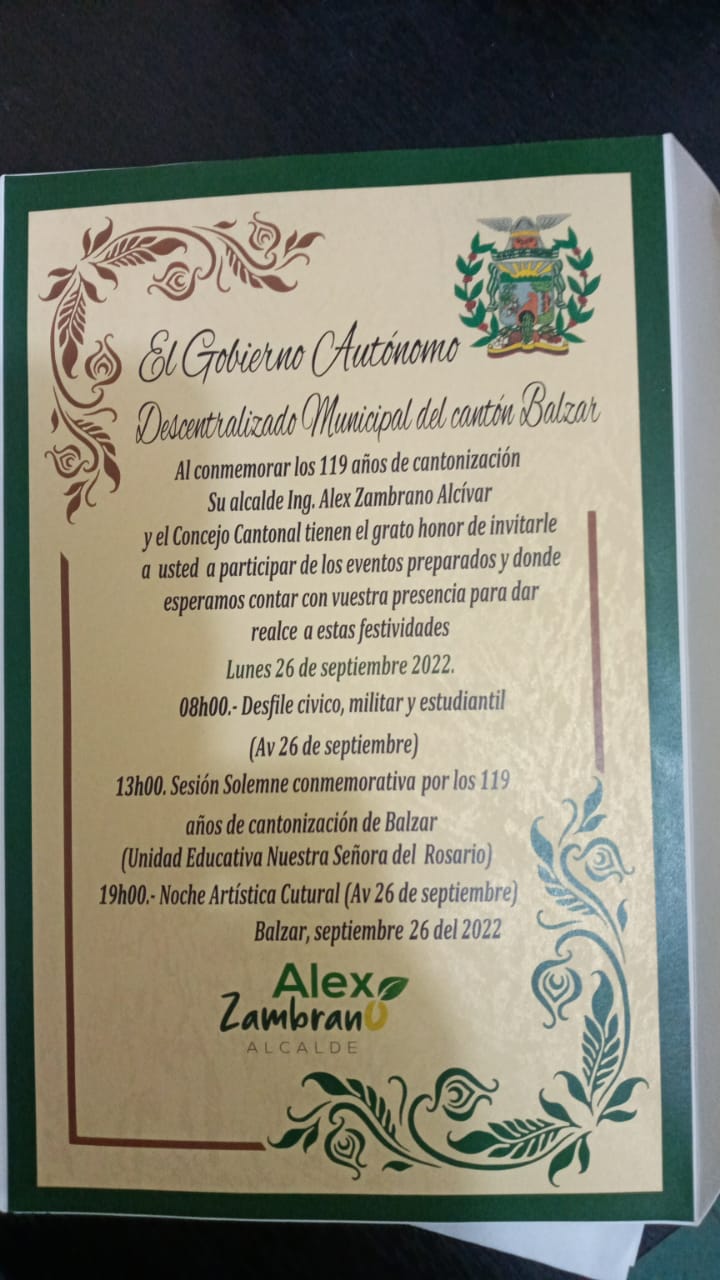 El Gobierno Autónomo
Descentralizado Municipal del cantón Balzar
Al conmemorar los 119 años de cantonización
Su alcalde Ing. Alex Zambrano Alcívar
y el Concejo Cantonal tienen el grato honor de invitarle
a usted a participar de los eventos preparados y donde
esperamos contar con vuestra presencia para dar
realce a estas festividades
Lunes 26 de septiembre 2022.
08h00.- Desfile civico, militar y estudiantil
(Av 26 de septiembre)
13h00. Sesión Solemne conmemorativa por los 119
años de cantonización de Balzar
(Unidad Educativa Nuestra Señora del Rosario)
19h00.- Noche Artística Cutural (Av 26 de septiembre)
Balzar, septiembre 26 del 2022
Alex
Zambrano
ALCALDE